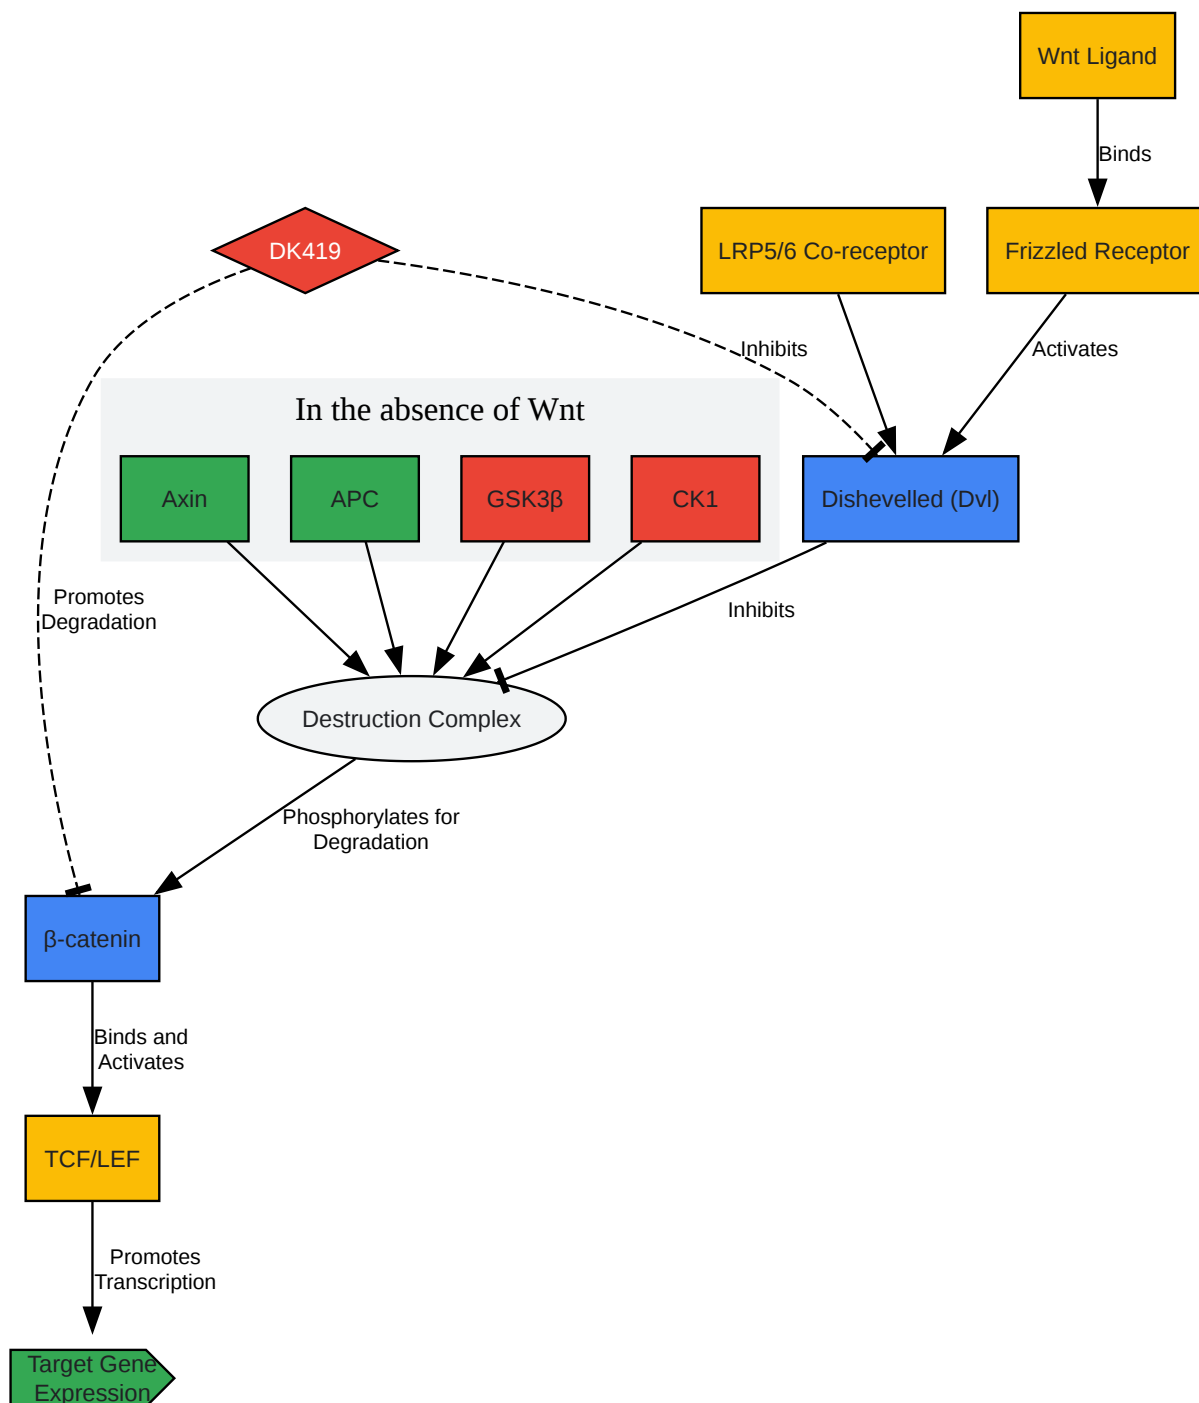 Wnt Ligand
Binds
DK419
LRP5/6 Co-receptor
Frizzled Receptor
Inhibits
Activates
In the absence of Wnt
Axin
APC
GSK3β
CK1
Dishevelled (Dvl)
Promotes
Degradation
Inhibits
Destruction Complex
Phosphorylates for
Degradation
β-catenin
Binds and
Activates
TCF/LEF
Promotes
Transcription
Target Gene
Expression